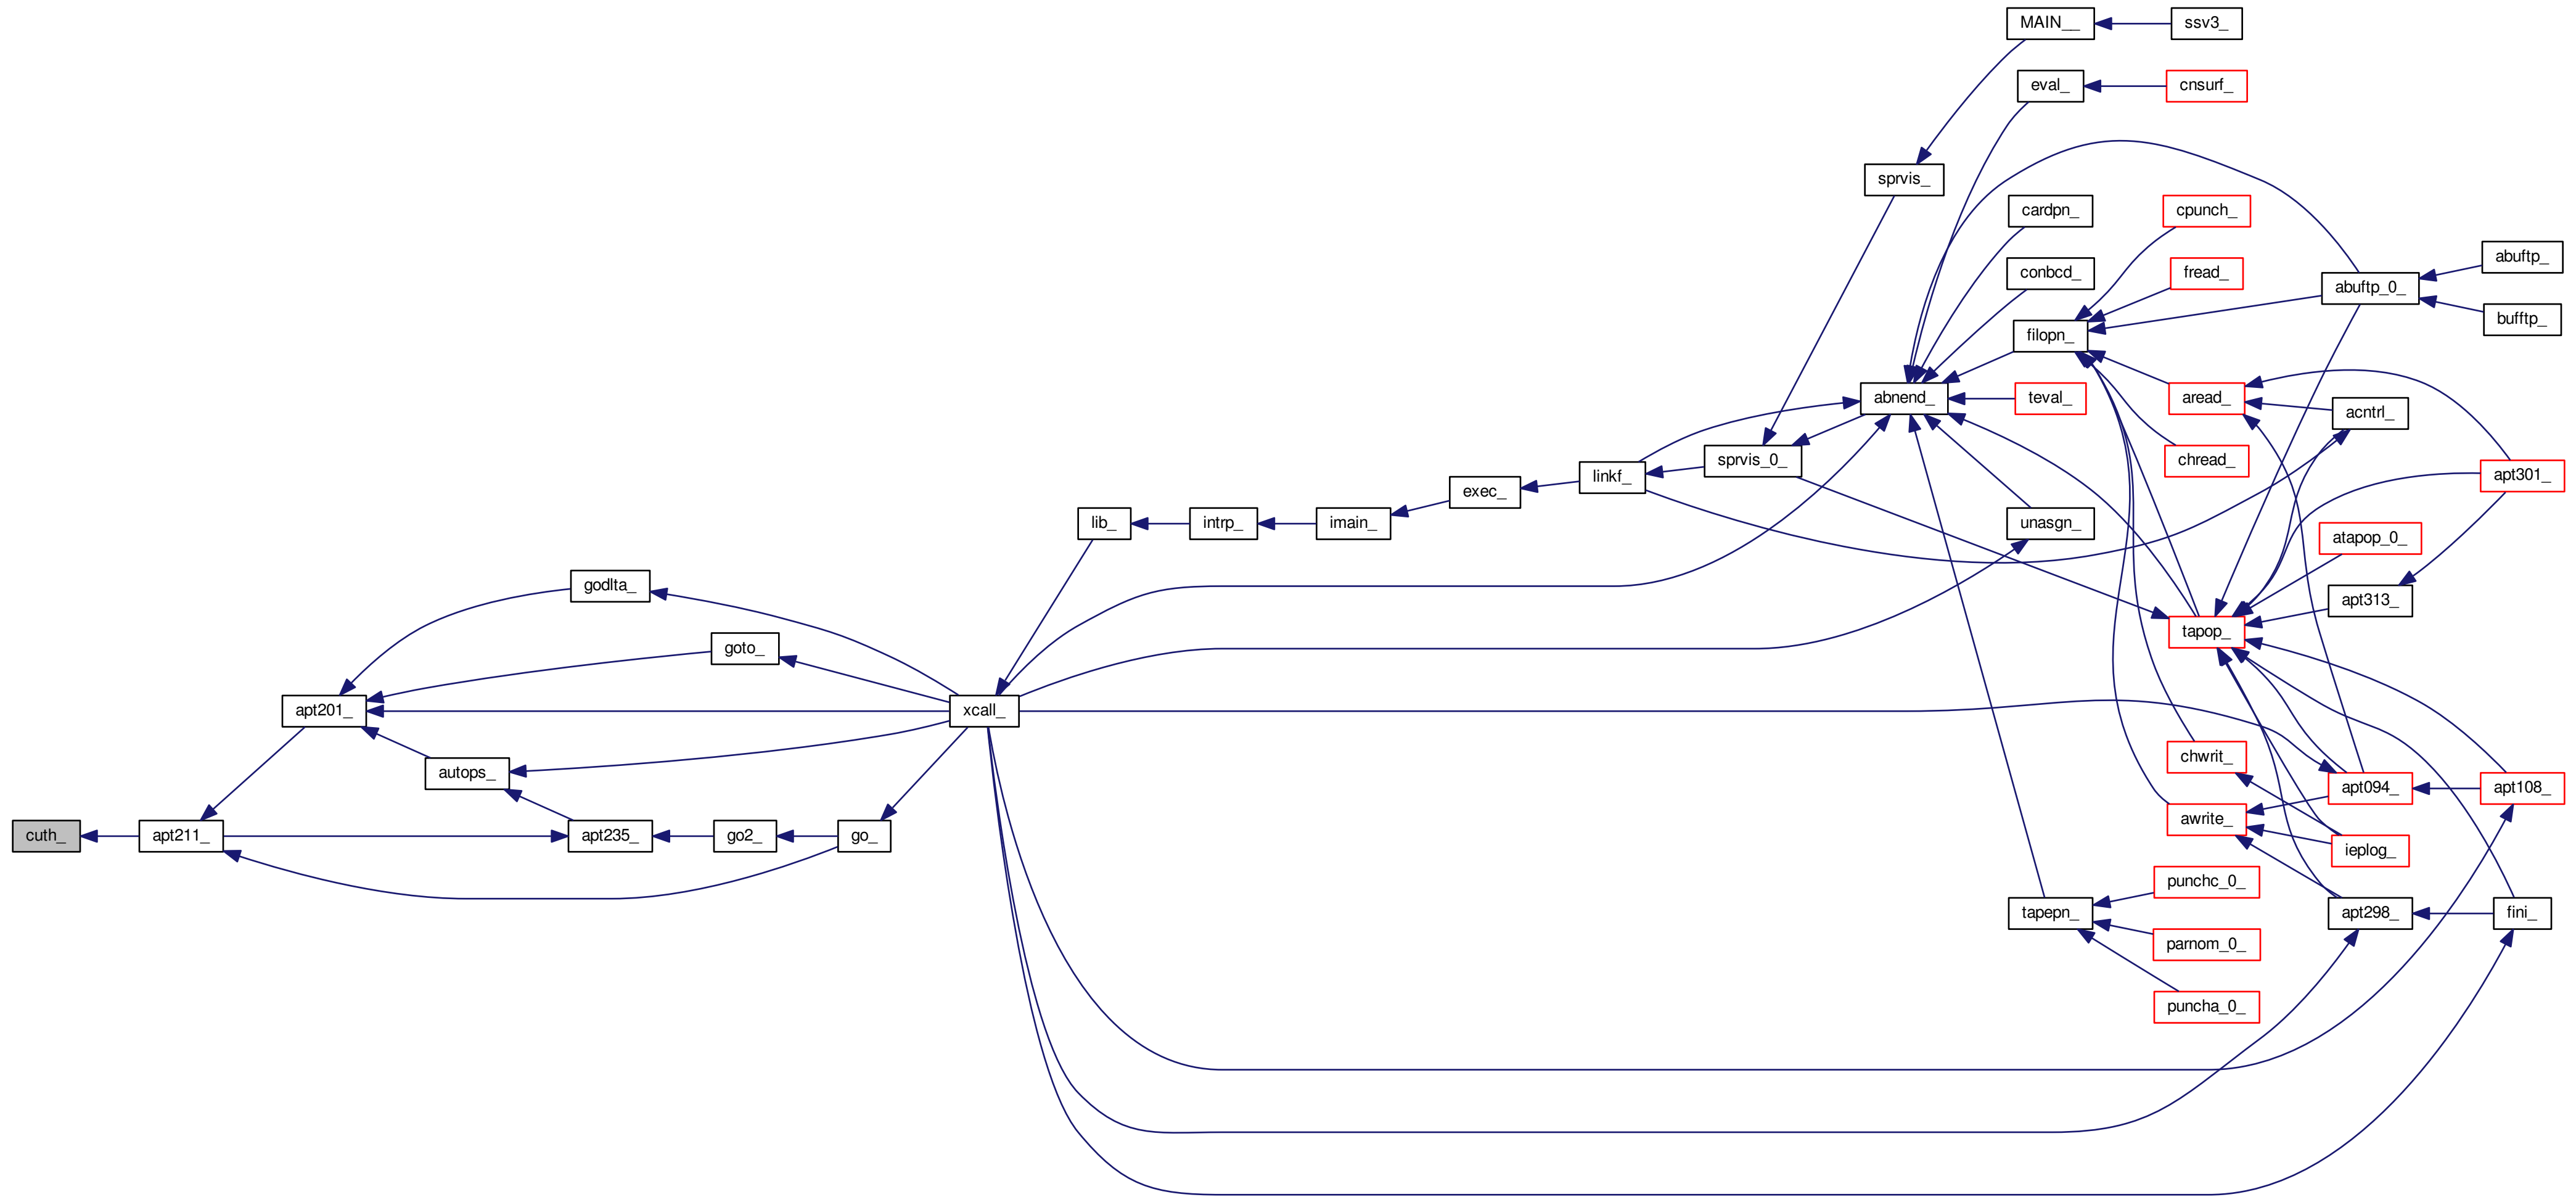 MAIN__
ssv3_
eval_
cnsurf_
sprvis_
cardpn_
cpunch_
abuftp_
conbcd_
fread_
abuftp_0_
bufftp_
filopn_
abnend_
teval_
aread_
acntrl_
sprvis_0_
chread_
linkf_
apt301_
exec_
lib_
intrp_
imain_
unasgn_
atapop_0_
godlta_
apt313_
goto_
tapop_
apt201_
xcall_
chwrit_
autops_
apt094_
apt108_
awrite_
cuth_
apt211_
apt235_
go2_
go_
ieplog_
punchc_0_
tapepn_
apt298_
fini_
parnom_0_
puncha_0_